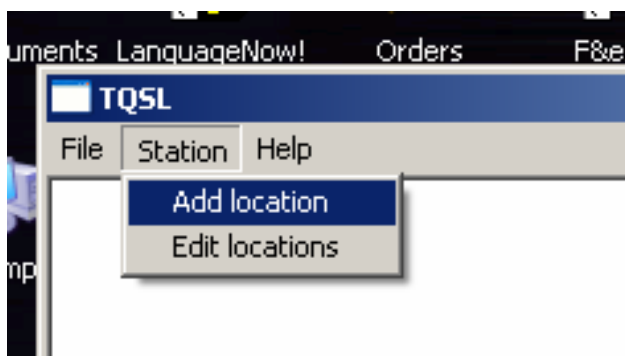 uments LanguageNow! Orders F&e
TQSL
File Station Help
Add location
Edit locations
mp